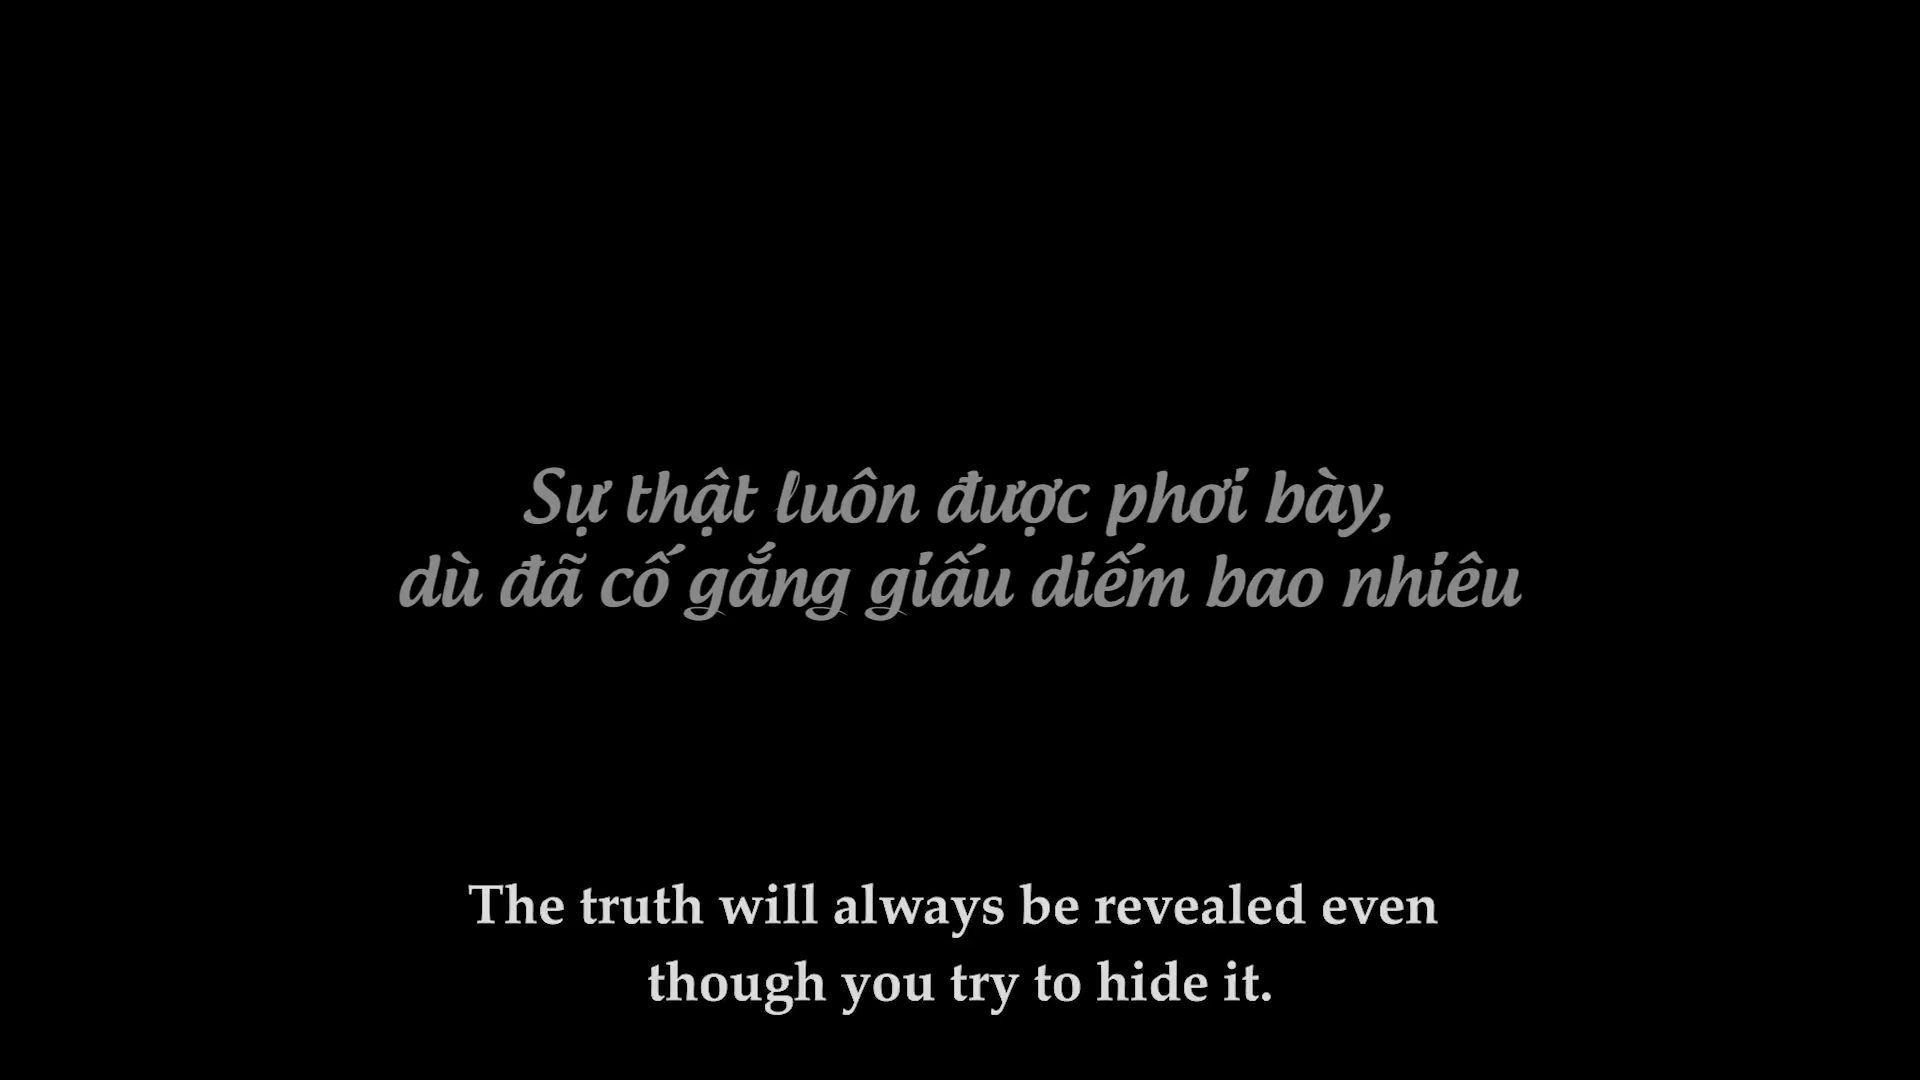 Sự thật luôn được phơi bày,
dù đã cố gắng giấu diếm bao nhiêu
The truth will always be revealed even
though you try to hide it.